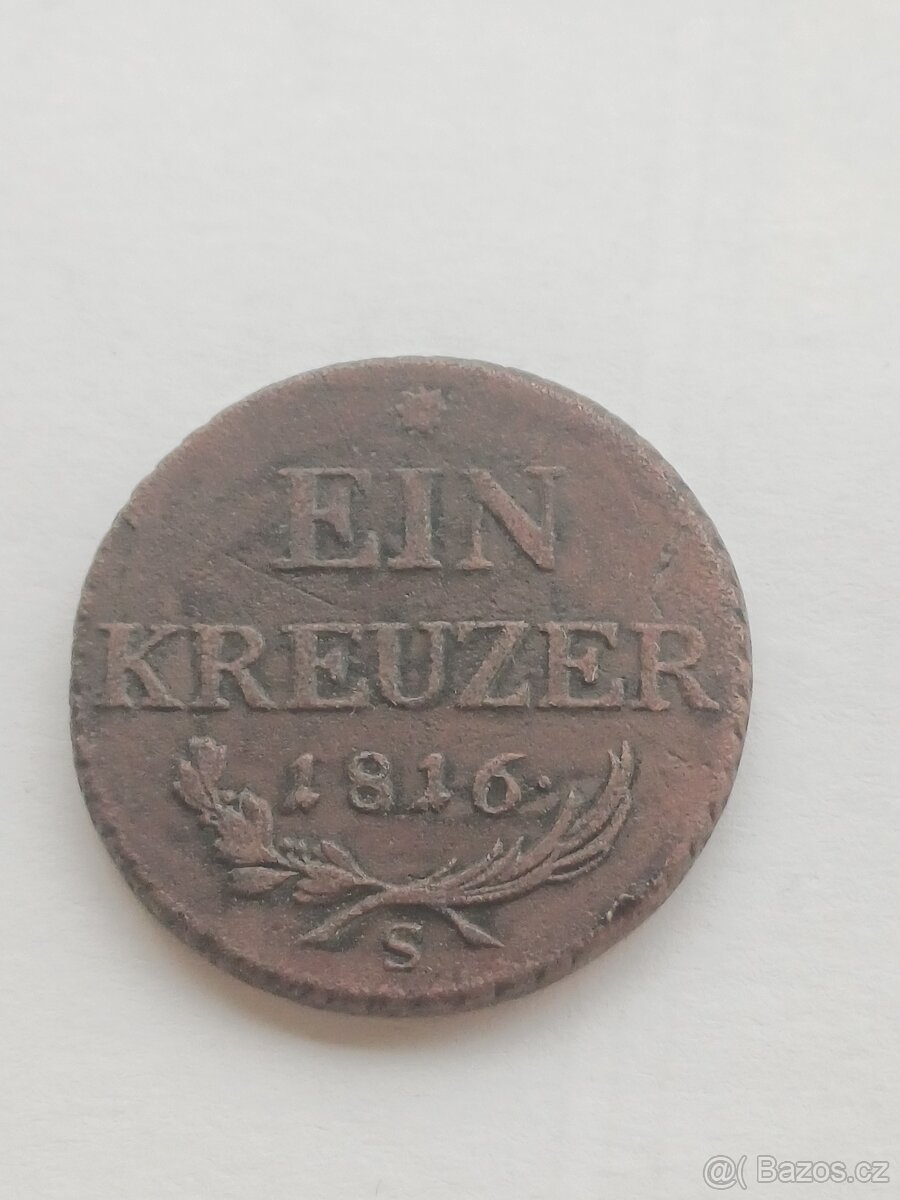 EIN
KREUZER
1816.
S
@( Bazos.cz